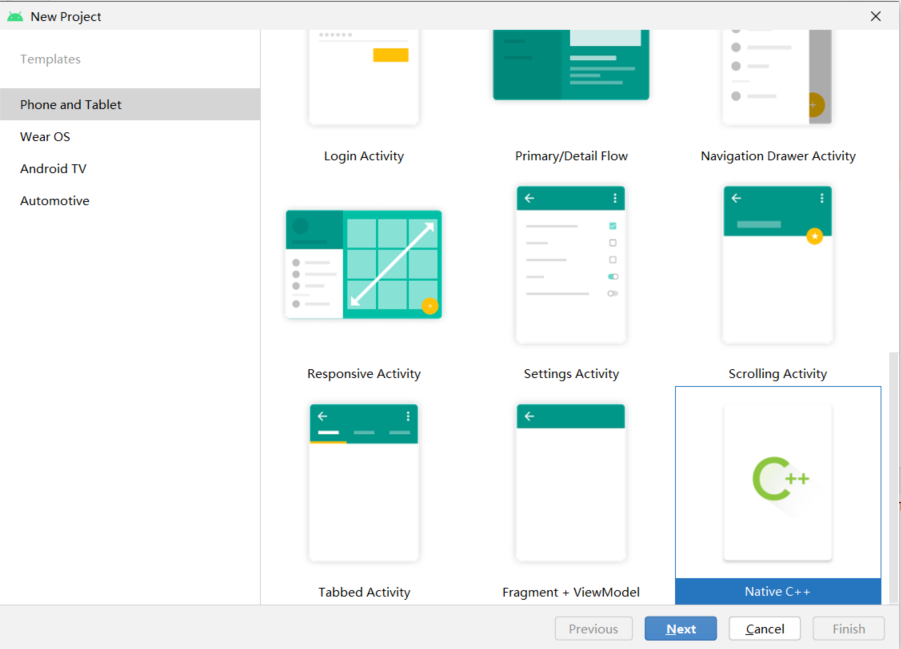 New Project
Templates
Phone and Tablet
Wear OS
Android TV
Automotive
Login Activity
Primary/Detail Flow
Navigation Drawer Activity
Responsive Activity
Settings Activity
Scrolling Activity
Tabbed Activity
Fragment + ViewModel
C++
Native C++
Previous
Next
Cancel
Finish